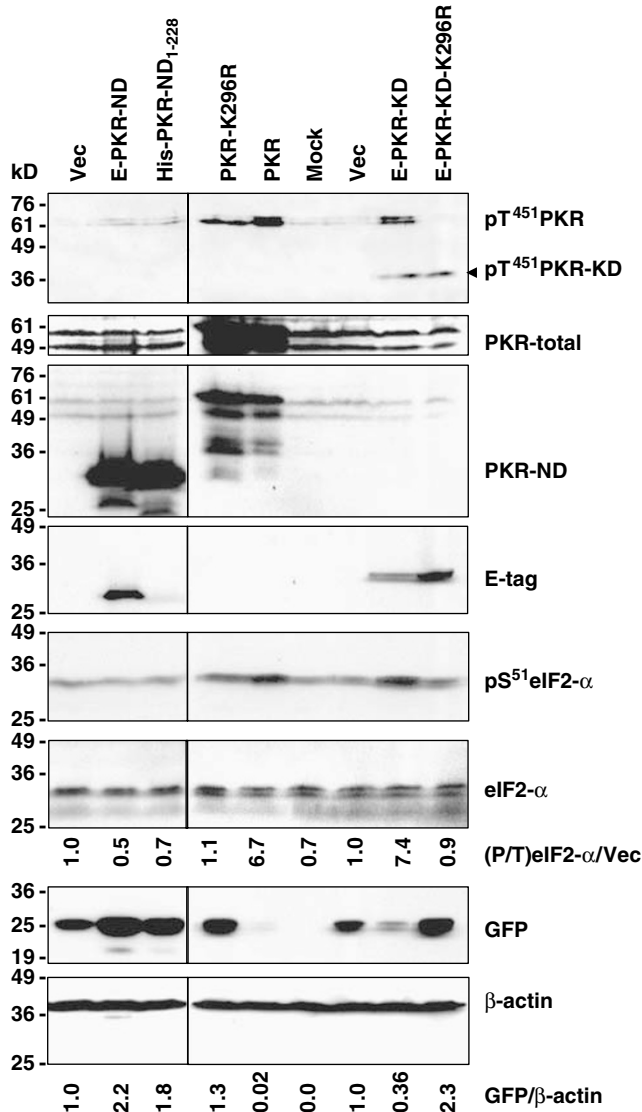 kD
Vec
E-PKR-ND
His-PKR-ND1-228
PKR-K296R
PKR
Mock
Vec
E-PKR-KD
E-PKR-KD-K296R
76
61
49
36
pT451PKR
pT451PKR-KD
61
49
PKR-total
76
61
49
36
25
PKR-ND
49
36
25
E-tag
49
36
25
pS51eIF2-α
49
36
25
eIF2-α
1.0 0.5 0.7 1.1 6.7 0.7 1.0 7.4 0.9 (P/T)eIF2-α/Vec
36
25
19
GFP
49
36
25
β-actin
1.0 2.2 1.8 1.3 0.02 0.0 1.0 0.36 2.3 GFP/β-actin